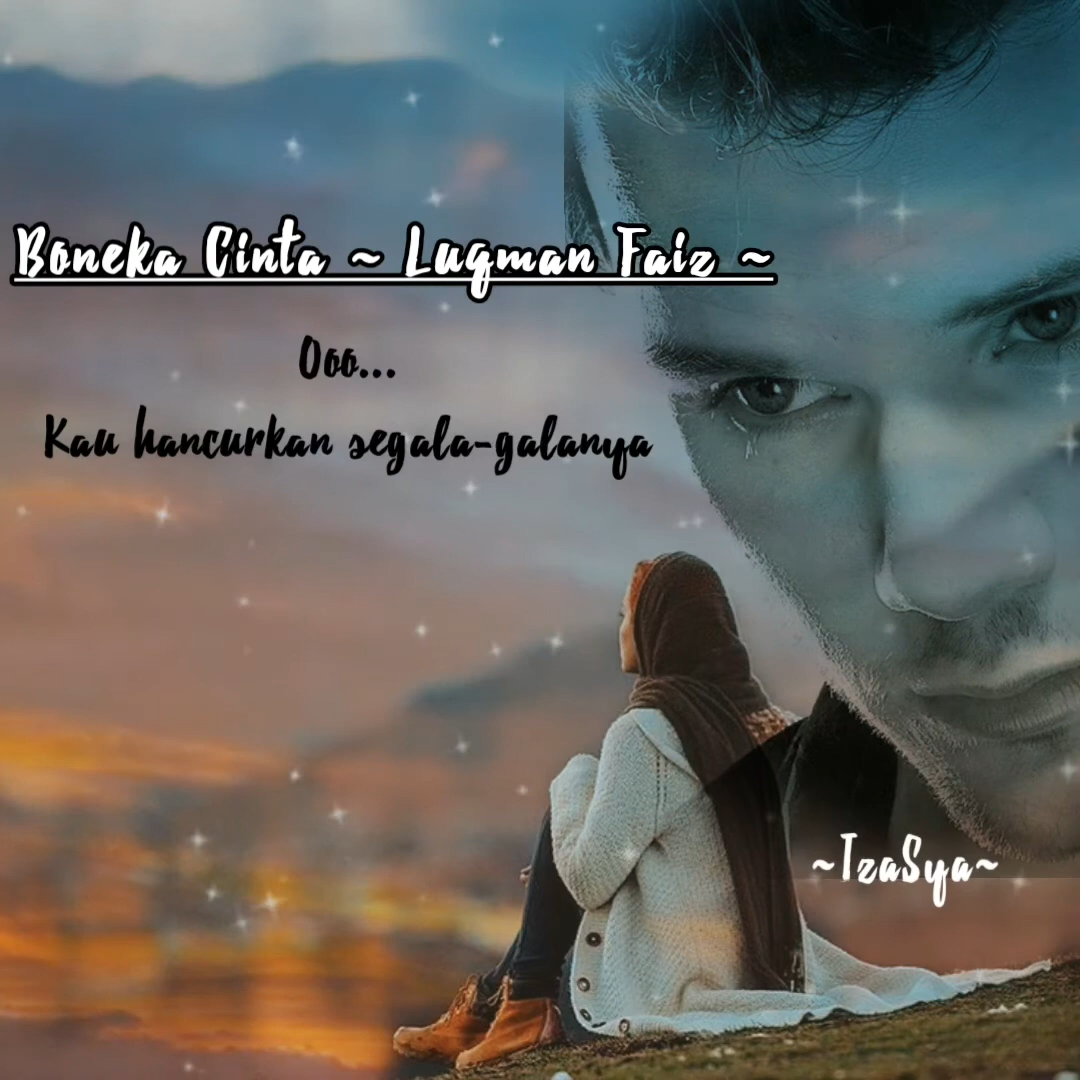 Boneka Cinta ~ Luqman Faiz ~
Ooo...
Kau hancurkan segala-galanya
~IzaSya~